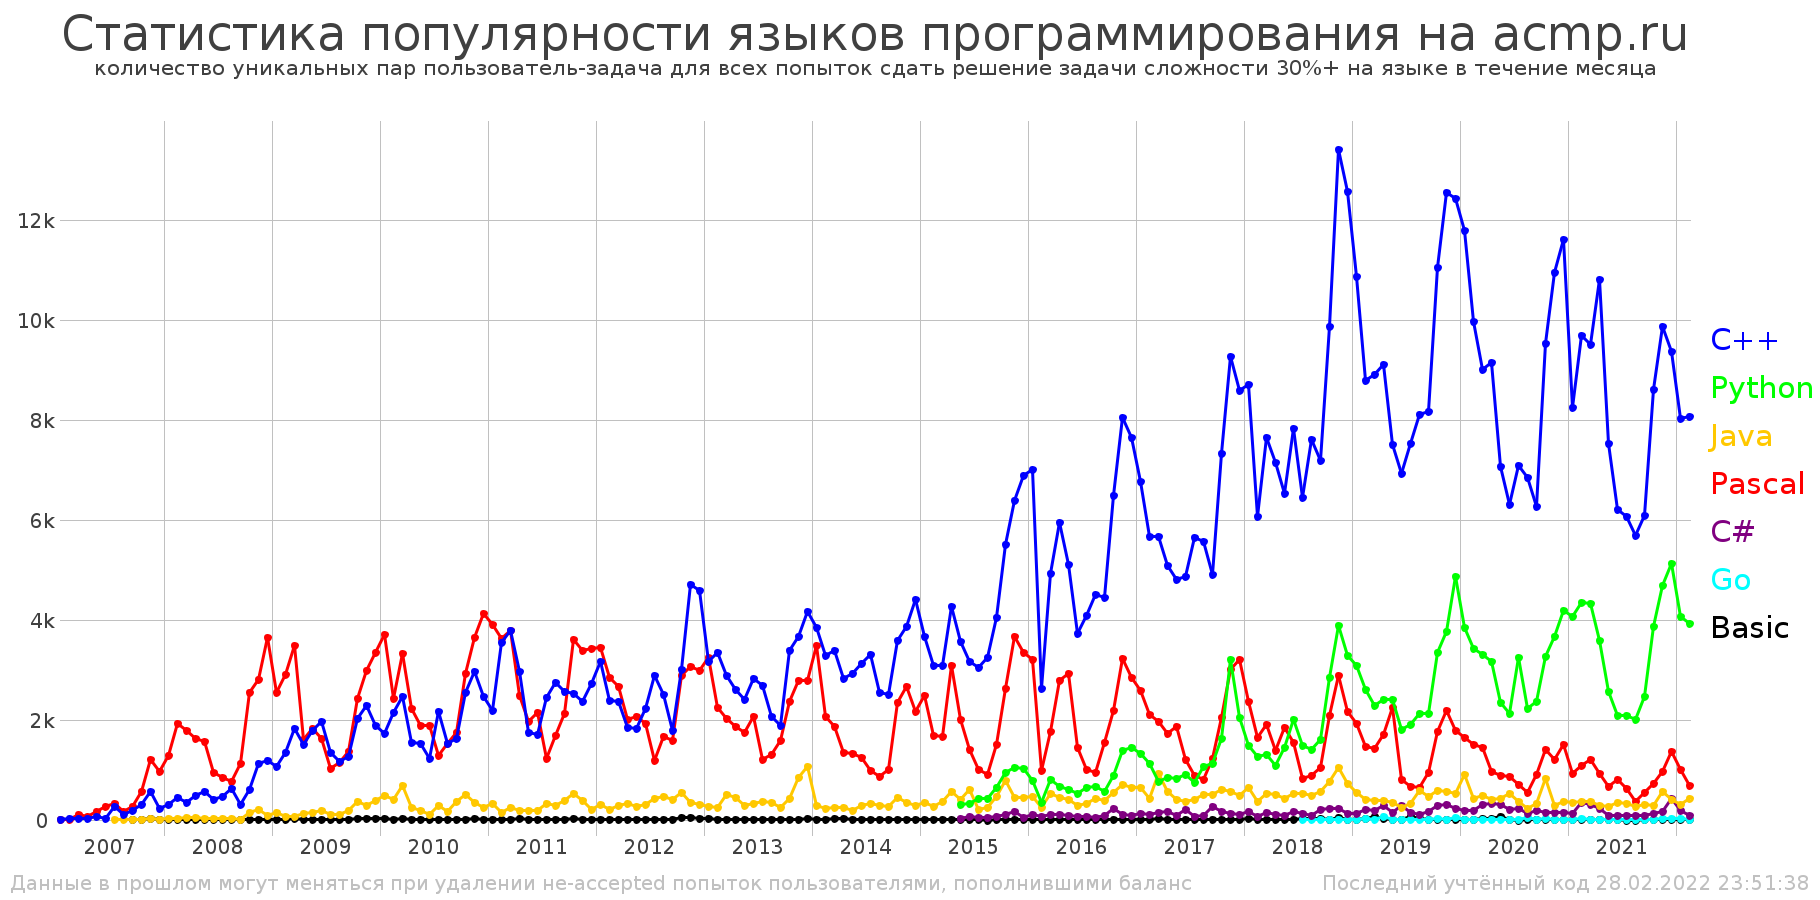 Статистика популярности языков программирования на acmp.ru
количество уникальных пар пользователь-задача для всех попыток сдать решение задачи сложности 30%+ на языке в течение месяца
12k
10k
8k
6k
4k
2k
0
C++
Python
Java
Pascal
C#
Go
Basic
2007 2008 2009 2010 2011 2012 2013 2014 2015 2016 2017 2018 2019 2020 2021
Данные в прошлом могут меняться при удалении не-accepted попыток пользователями, пополнившими баланс
Последний учтённый код 28.02.2022 23:51:38